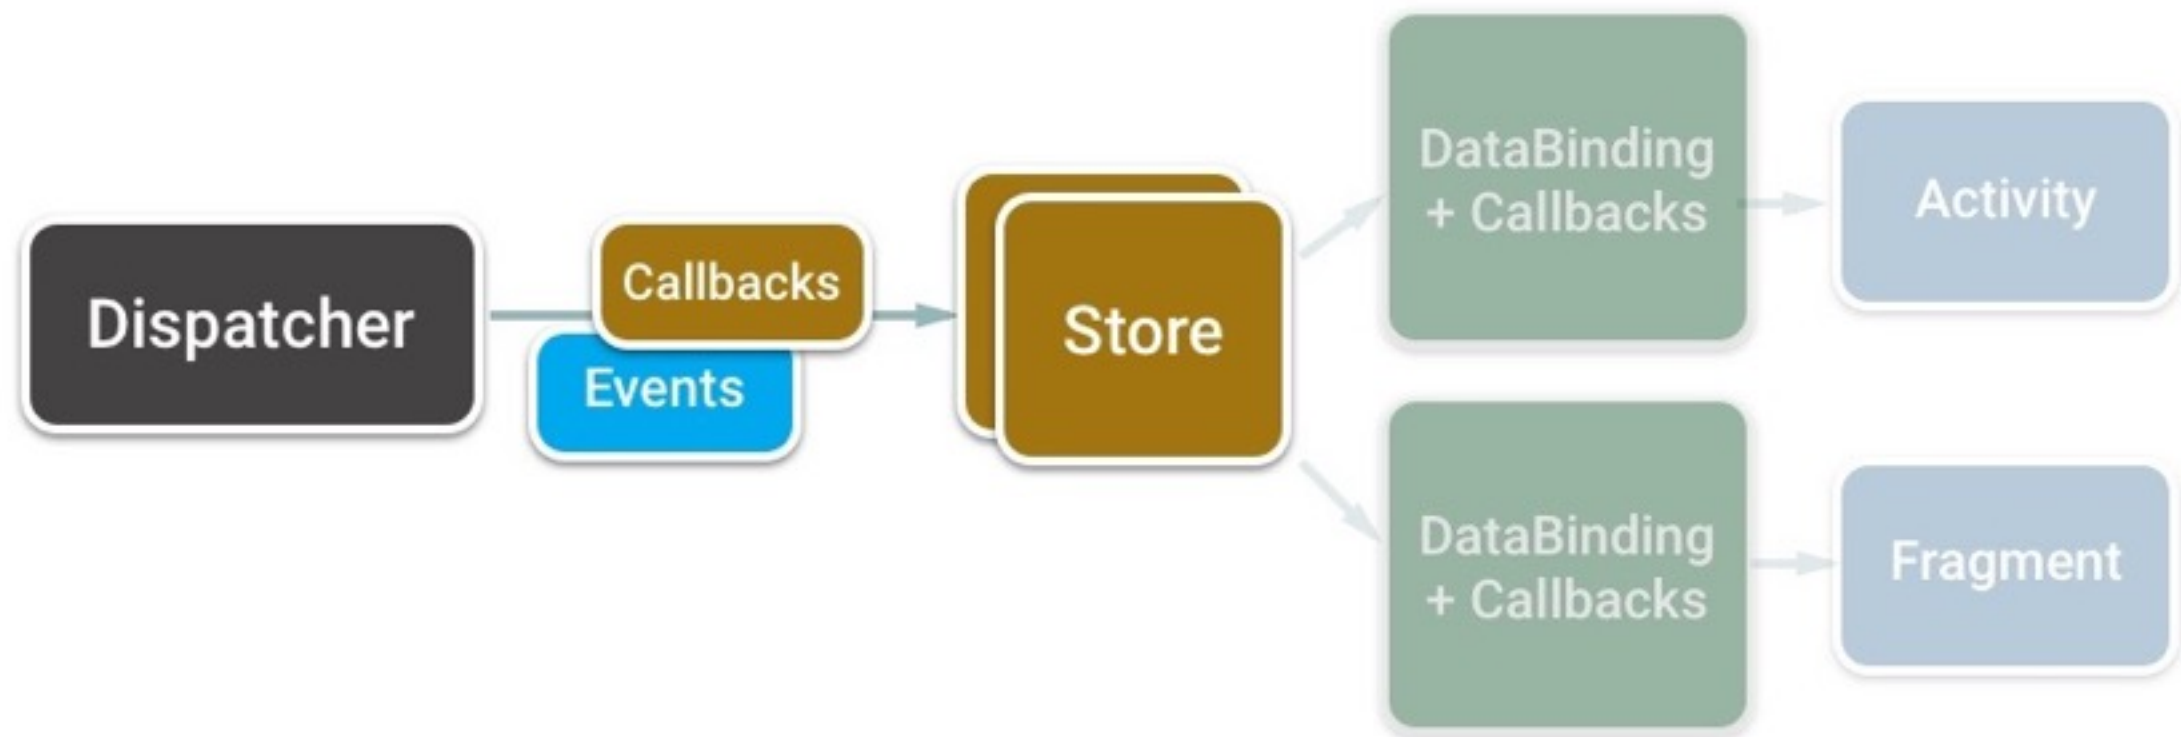 Dispatcher
Callbacks
Events
Store
DataBinding
+ Callbacks
Activity
DataBinding
+ Callbacks
Fragment